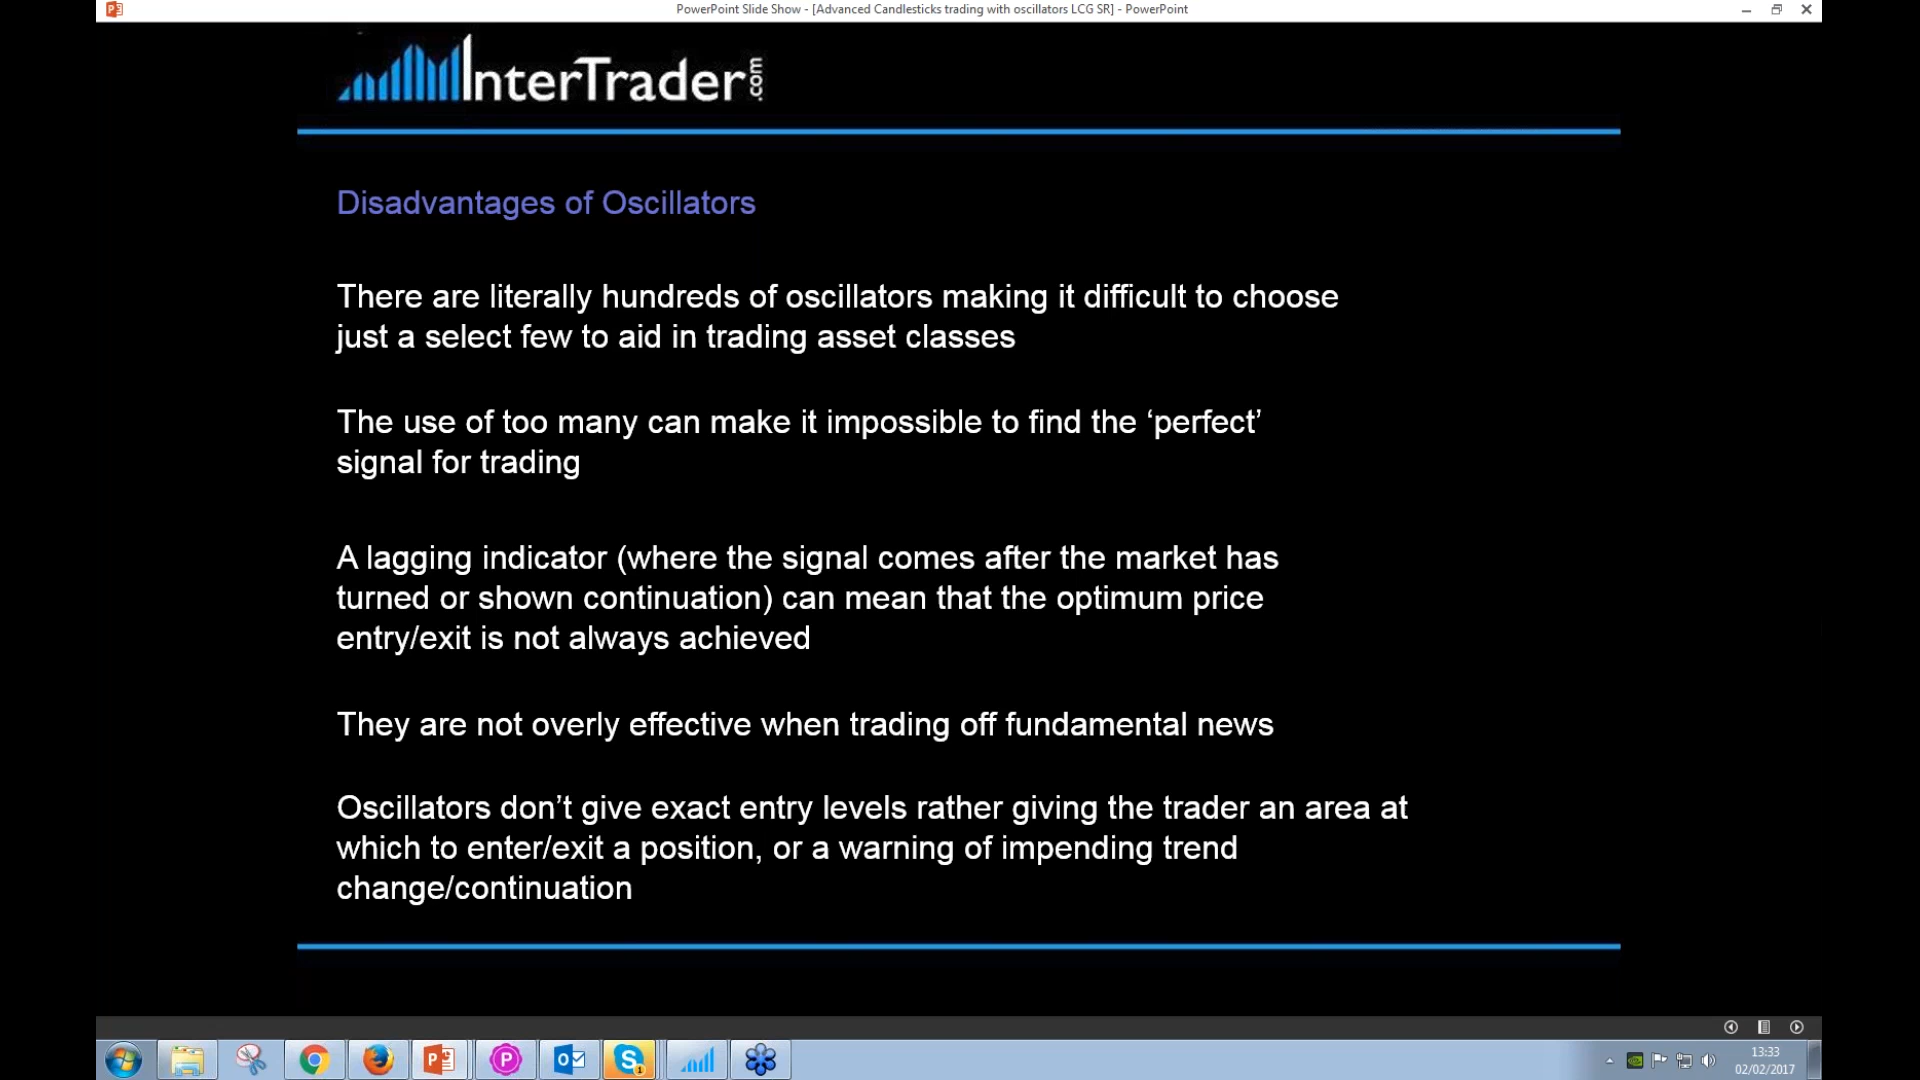 PowerPoint Slide Show - [Advanced Candlesticks trading with oscillators LCG SR] - PowerPoint
InterTrader.com
Disadvantages of Oscillators
There are literally hundreds of oscillators making it difficult to choose
just a select few to aid in trading asset classes
The use of too many can make it impossible to find the ‘perfect’
signal for trading
A lagging indicator (where the signal comes after the market has
turned or shown continuation) can mean that the optimum price
entry/exit is not always achieved
They are not overly effective when trading off fundamental news
Oscillators don’t give exact entry levels rather giving the trader an area at
which to enter/exit a position, or a warning of impending trend
change/continuation
13:33
02/02/2017